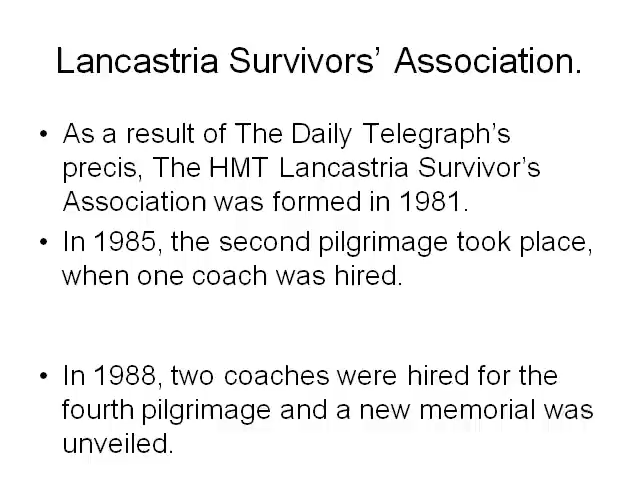 Lancastria Survivors’ Association.
• As a result of The Daily Telegraph’s
precis, The HMT Lancastria Survivor’s
Association was formed in 1981.
• In 1985, the second pilgrimage took place,
when one coach was hired.
• In 1988, two coaches were hired for the
fourth pilgrimage and a new memorial was
unveiled.